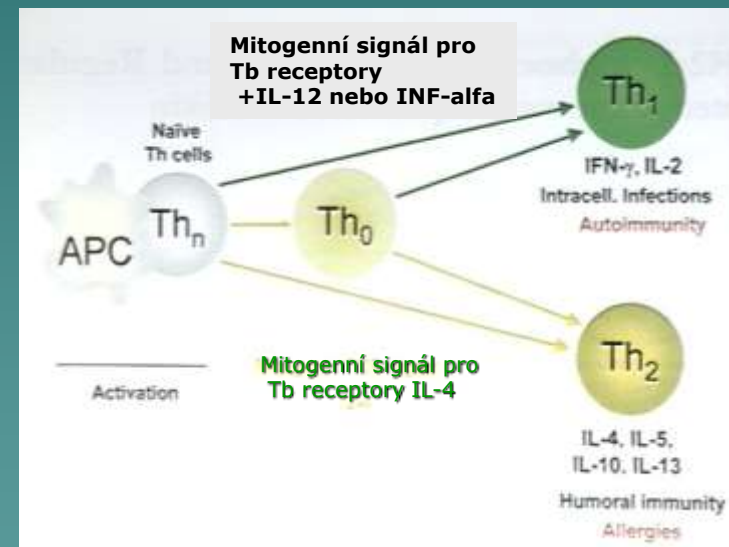 Mitogenní signál pro
Tb receptory
+IL-12 nebo INF-alfa
Naïve
Th cells
APC
Thn
Th0
Th1
IFN-γ, IL-2
Intracell. Infections
Autoimmunity
Mitogenní signál pro
Tb receptory IL-4
Activation
Th2
IL-4, IL-5,
IL-10, IL-13
Humoral immunity
Allergies